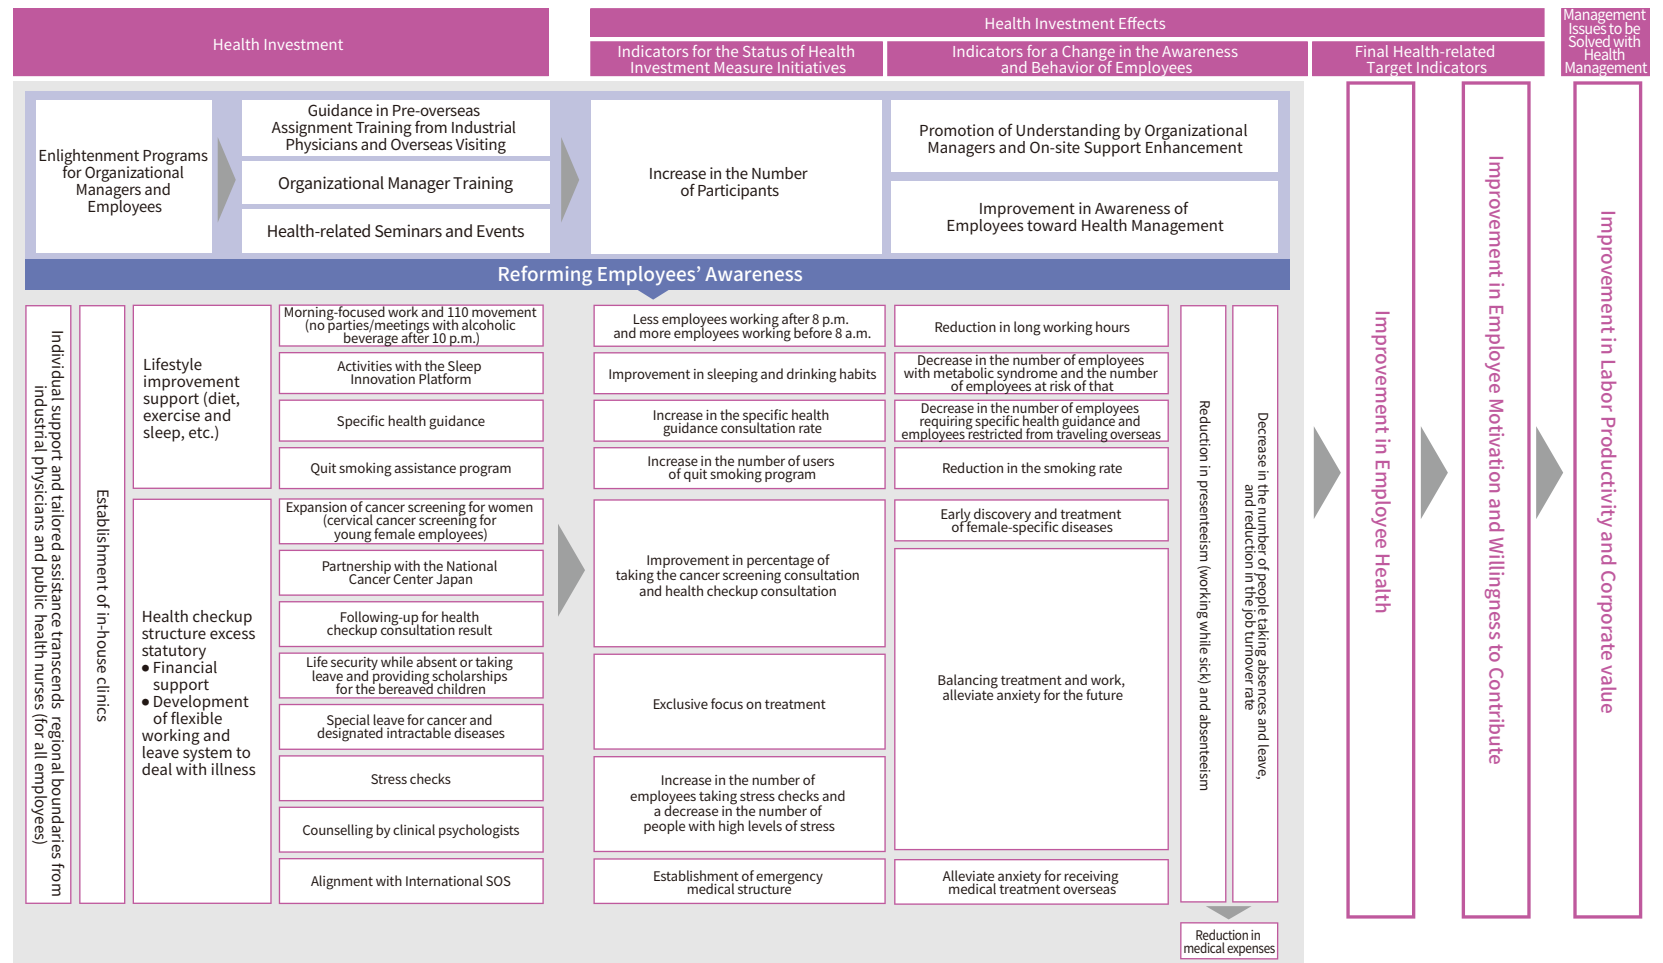 Health Investment
Health Investment Effects
Management
Issues to be
Solved with
Health
Management
Indicators for the Status of Health
Investment Measure Initiatives
Indicators for a Change in the Awareness
and Behavior of Employees
Final Health-related
Target Indicators
Enlightenment Programs
for Organizational
Managers and
Employees
Guidance in Pre-overseas
Assignment Training from Industrial
Physicians and Overseas Visiting
Organizational Manager Training
Health-related Seminars and Events
Increase in the Number
of Participants
Promotion of Understanding by Organizational
Managers and On-site Support Enhancement
Improvement in Awareness of
Employees toward Health Management
Reforming Employees’ Awareness
Individual support and tailored assistance transcends regional boundaries from
industrial physicians and public health nurses (for all employees)
Establishment of in-house clinics
Lifestyle
improvement
support (diet,
exercise and
sleep, etc.)
Morning-focused work and 110 movement
(no parties/meetings with alcoholic
beverage after 10 p.m.)
Activities with the Sleep
Innovation Platform
Specific health guidance
Quit smoking assistance program
Less employees working after 8 p.m.
and more employees working before 8 a.m.
Improvement in sleeping and drinking habits
Increase in the specific health
guidance consultation rate
Increase in the number of users
of quit smoking program
Reduction in long working hours
Decrease in the number of employees
with metabolic syndrome and the number
of employees at risk of that
Decrease in the number of employees
requiring specific health guidance and
employees restricted from traveling overseas
Reduction in the smoking rate
Health checkup
structure excess
statutory
● Financial
support
● Development
of flexible
working and
leave system to
deal with illness
Expansion of cancer screening for women
(cervical cancer screening for
young female employees)
Partnership with the National
Cancer Center Japan
Following-up for health
checkup consultation result
Life security while absent or taking
leave and providing scholarships
for the bereaved children
Special leave for cancer and
designated intractable diseases
Stress checks
Counselling by clinical psychologists
Alignment with International SOS
Improvement in percentage of
taking the cancer screening consultation
and health checkup consultation
Exclusive focus on treatment
Increase in the number of
employees taking stress checks and
a decrease in the number of
people with high levels of stress
Establishment of emergency
medical structure
Early discovery and treatment
of female-specific diseases
Balancing treatment and work,
alleviate anxiety for the future
Alleviate anxiety for receiving
medical treatment overseas
Reduction in presenteeism (working while sick) and absenteeism
Decrease in the number of people taking absences and leave,
and reduction in the job turnover rate
Reduction in
medical expenses
Improvement in Employee Health
Improvement in Employee Motivation and Willingness to Contribute
Improvement in Labor Productivity and Corporate value